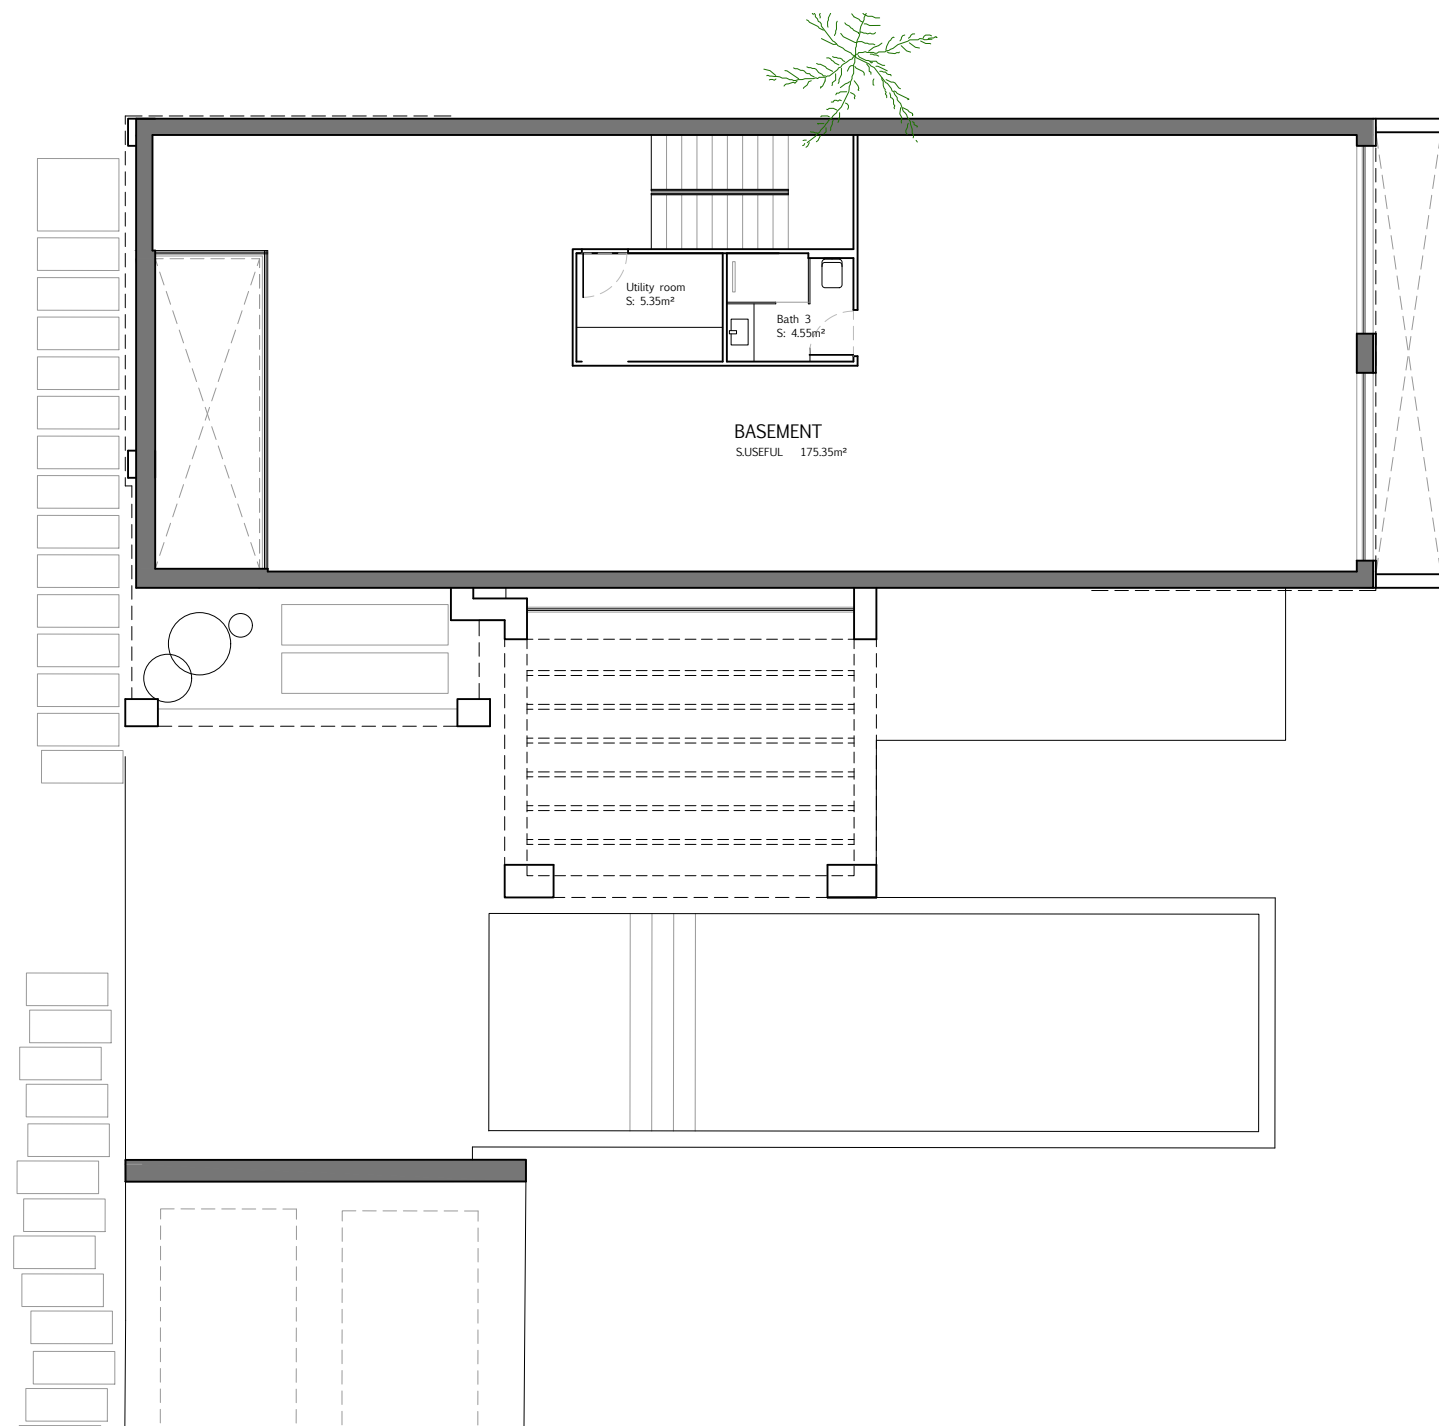 Utility room
S: 5.35m²
Bath 3
S: 4.55m²
BASEMENT
S.USEFUL 175.35m²